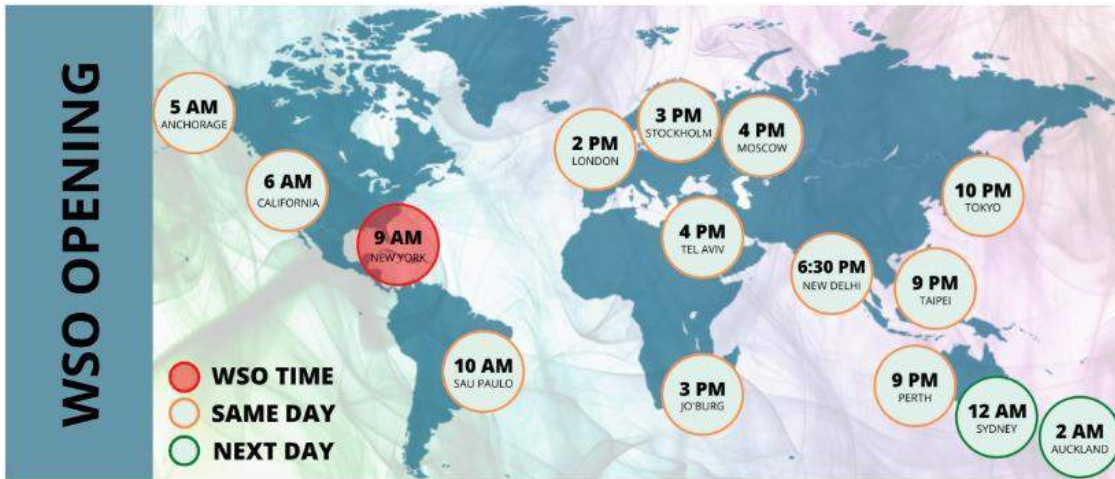 WSO OPENING
5 AM
ANCHORAGE
6 AM
CALIFORNIA
9 AM
NEW YORK
10 AM
SAU PAULO
2 PM
LONDON
3 PM
STOCKHOLM
4 PM
MOSCOW
4 PM
TEL AVIV
3 PM
JO'BURG
6:30 PM
NEW DELHI
10 PM
TOKYO
9 PM
TAIPEI
9 PM
PERTH
12 AM
SYDNEY
2 AM
AUCKLAND
WSO TIME
SAME DAY
NEXT DAY